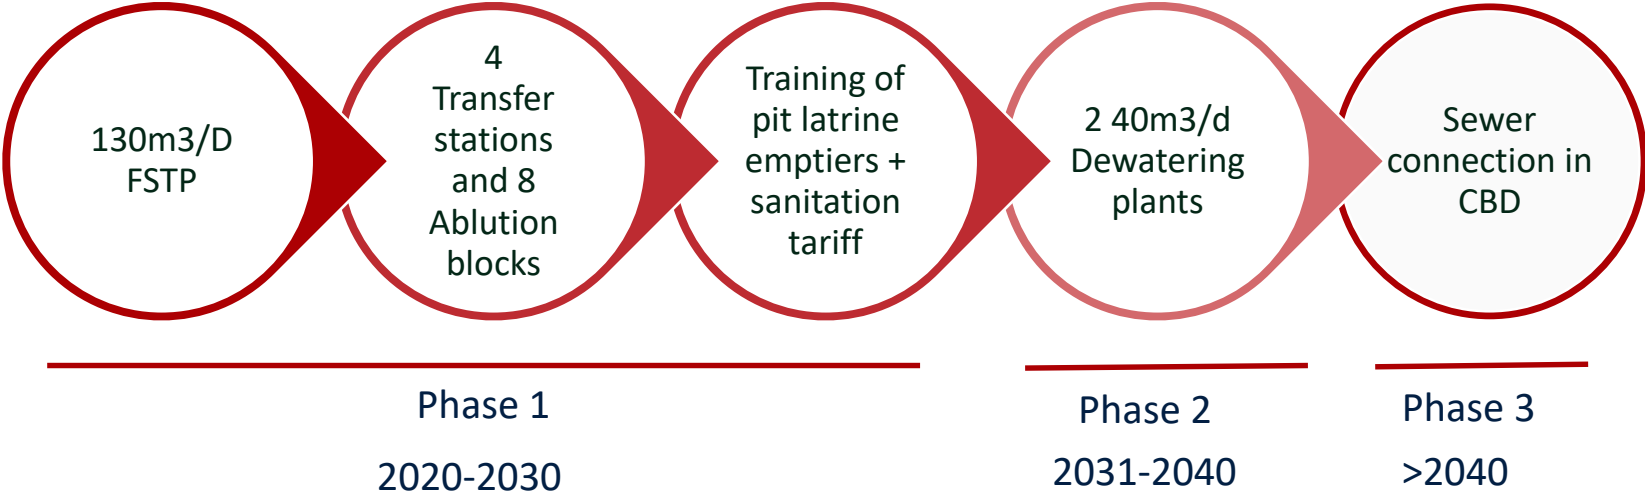 130m3/D
FSTP
4
Transfer
stations
and 8
Ablution
blocks
Training of
pit latrine
emptiers +
sanitation
tariff
2 40m3/d
Dewatering
plants
Sewer
connection in
CBD
Phase 1
2020-2030
Phase 2
2031-2040
Phase 3
>2040